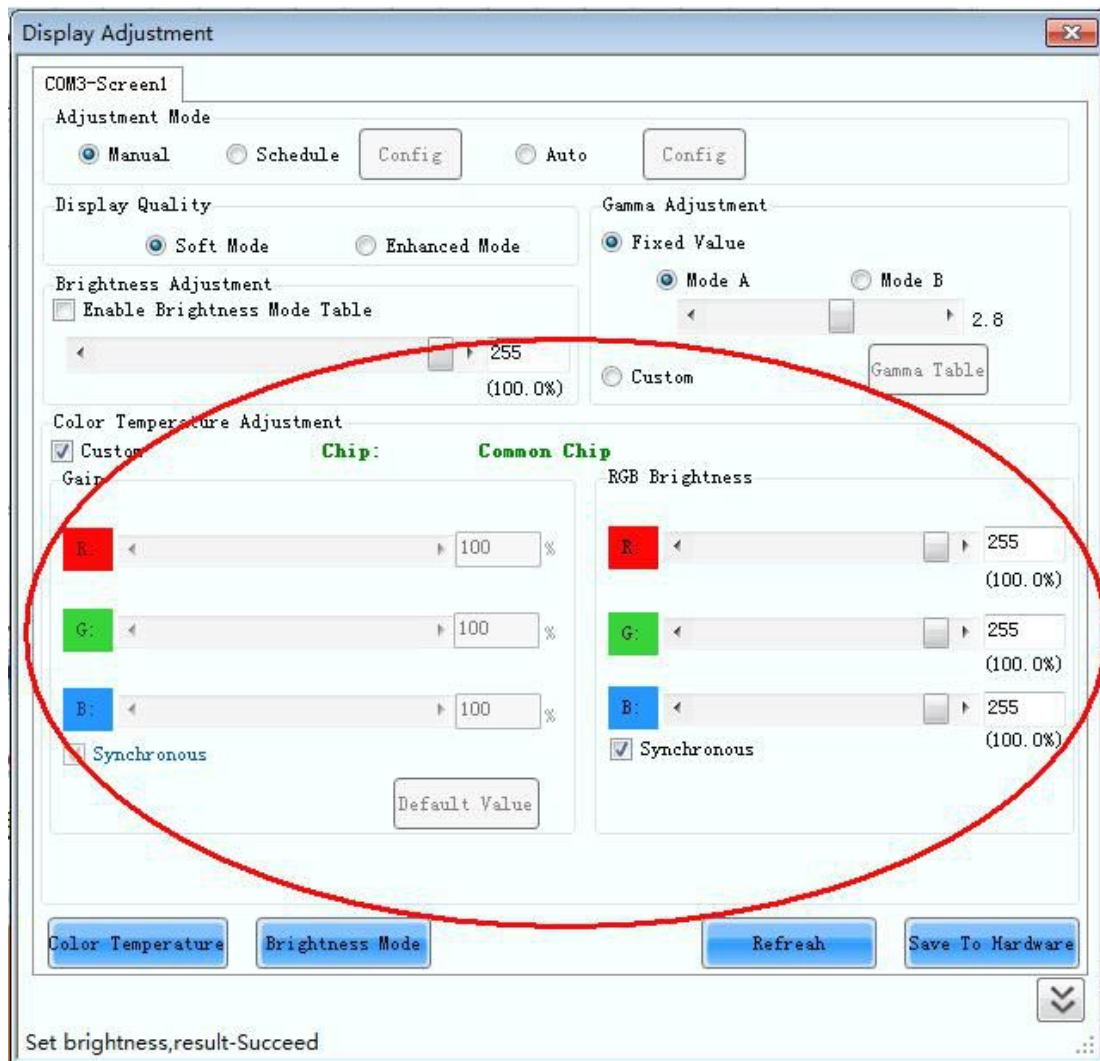 Display Adjustment
COM3-Screen1
Adjustment Mode
Manual Schedule Config Auto Config
Display Quality
Soft Mode Enhanced Mode
Gamma Adjustment
Fixed Value
Mode A Mode B
2.8
Custom Gamma Table
Brightness Adjustment
Enable Brightness Mode Table
255
(100.0%)
Color Temperature Adjustment
Custom Chip: Common Chip
Gain
R: 100 %
G: 100 %
B: 100 %
Synchronous
Default Value
RGB Brightness
R: 255
(100.0%)
G: 255
(100.0%)
B: 255
(100.0%)
Synchronous
Color Temperature Brightness Mode Refresh Save To Hardware
Set brightness,result-Succeed